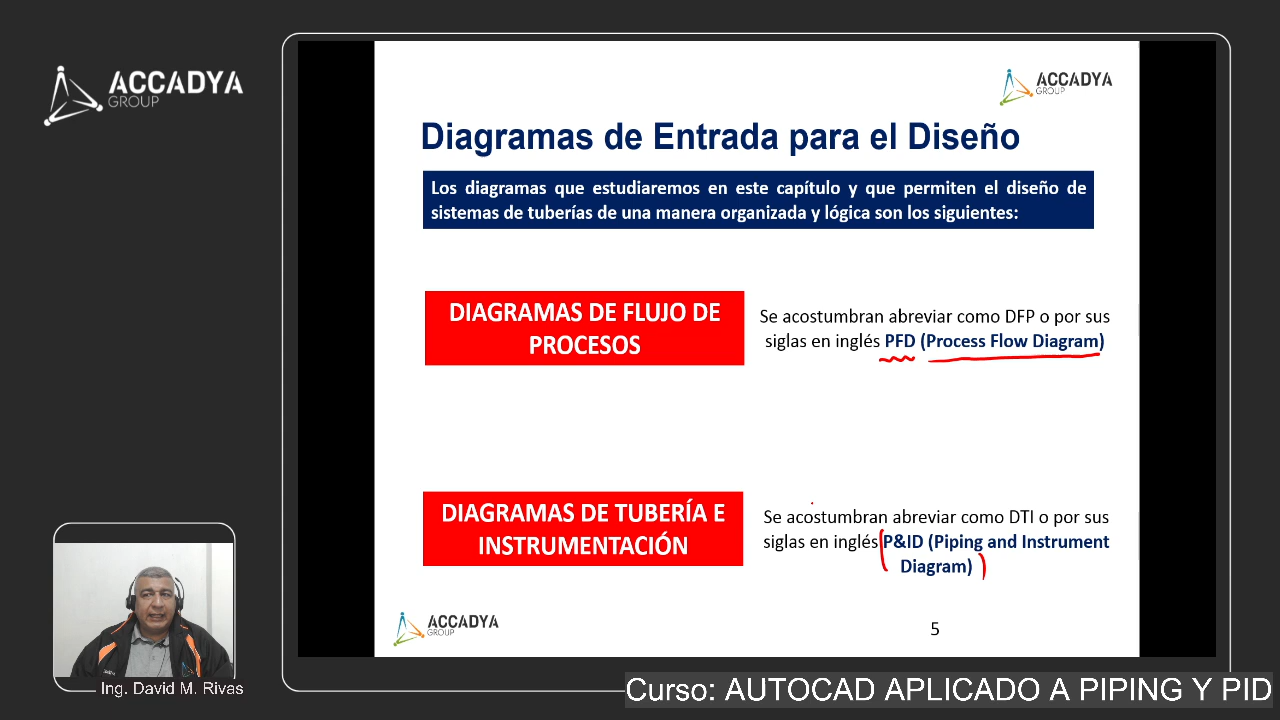 ACCADYA
GROUP
ACCADYA
GROUP
Diagramas de Entrada para el Diseño
Los diagramas que estudiaremos en este capítulo y que permiten el diseño de
sistemas de tuberías de una manera organizada y lógica son los siguientes:
DIAGRAMAS DE FLUJO DE
PROCESOS
Se acostumbran abreviar como DFP o por sus
siglas en inglés PFD (Process Flow Diagram)
DIAGRAMAS DE TUBERÍA E
INSTRUMENTACIÓN
Se acostumbran abreviar como DTI o por sus
siglas en inglés P&ID (Piping and Instrument
Diagram)
ACCADYA
GROUP
5
Ing. David M. Rivas
Curso: AUTOCAD APLICADO A PIPING Y PID